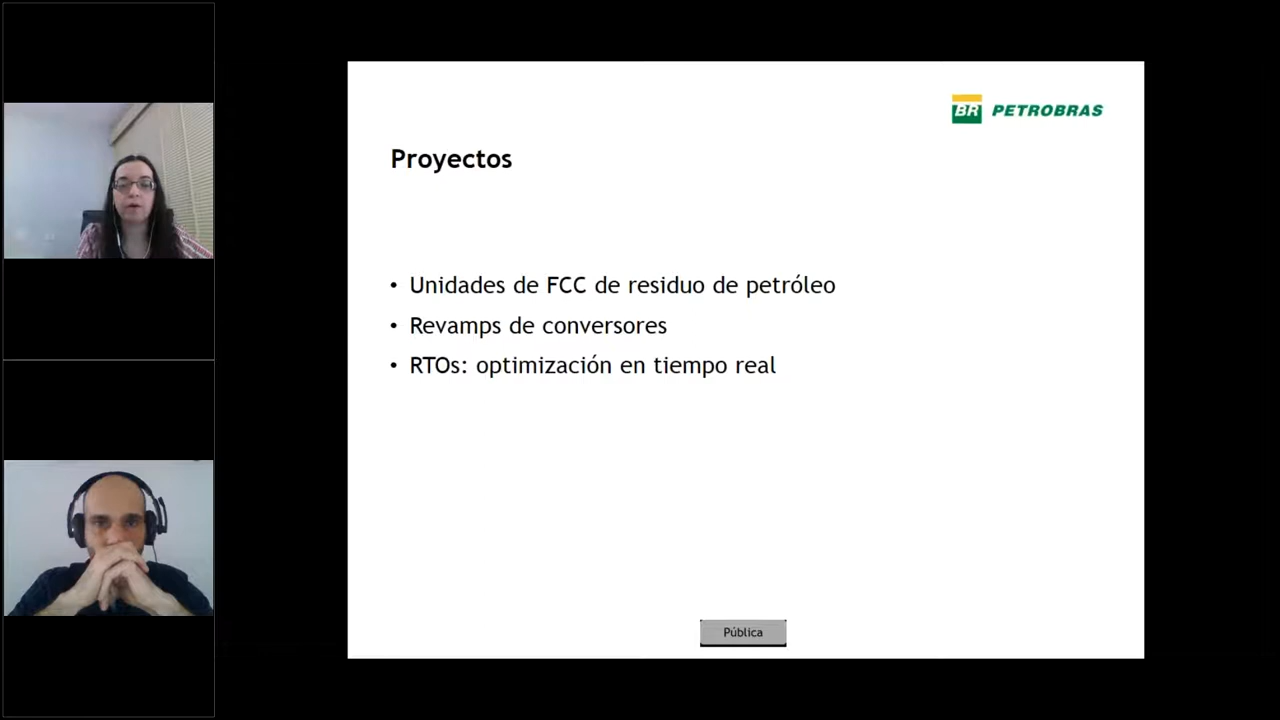 BR PETROBRAS
Proyectos
• Unidades de FCC de residuo de petróleo
• Revamps de conversores
• RTOs: optimización en tiempo real
Pública